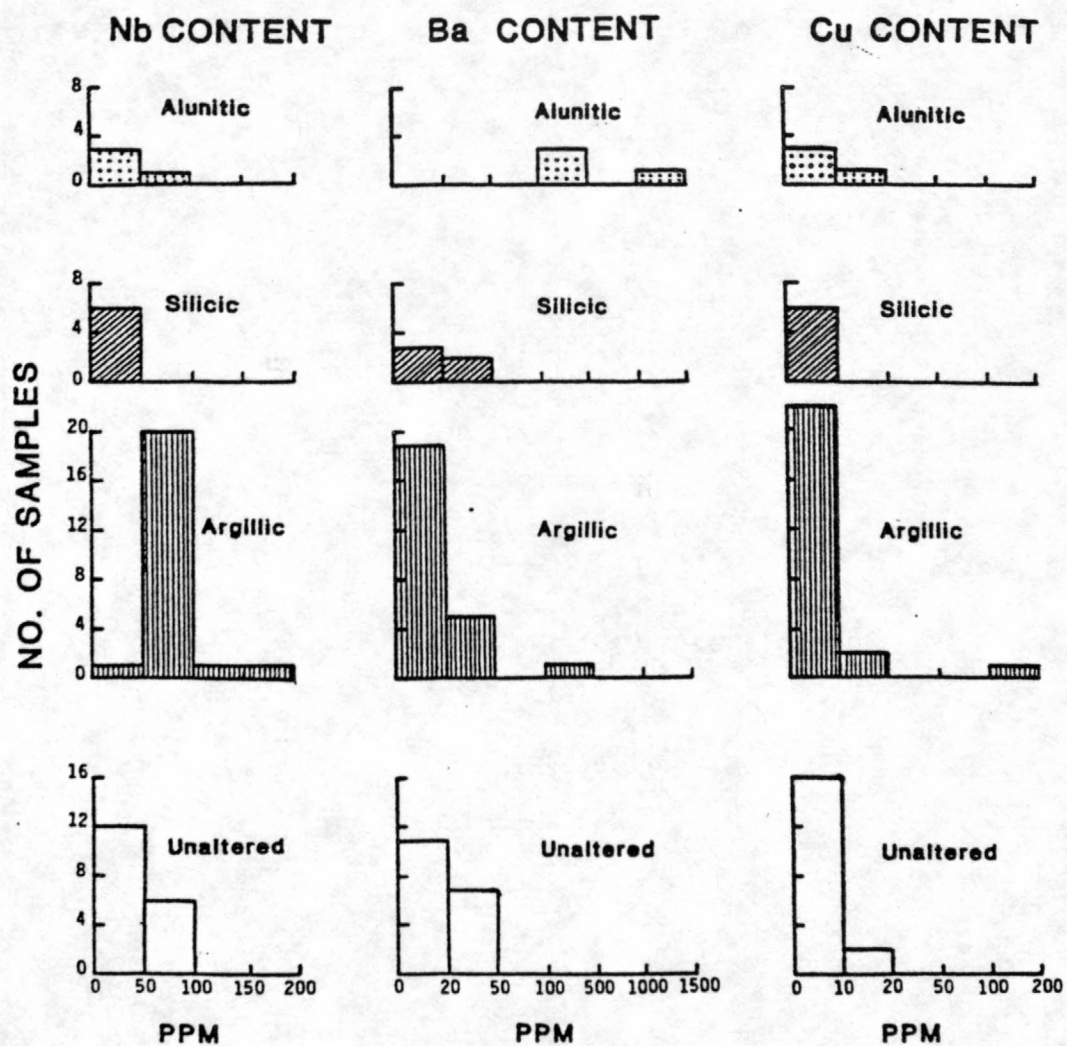 Nb CONTENT Ba CONTENT Cu CONTENT
8
4
0
Alunitic Alunitic Alunitic
8
4
0
Silicic Silicic Silicic
NO. OF SAMPLES
20
16
12
8
4
0
Argillic Argillic Argillic
16
12
8
4
0
Unaltered Unaltered Unaltered
0 50 100 150 200 0 20 50 100 500 1000 1500 0 10 20 50 100 200
PPM PPM PPM